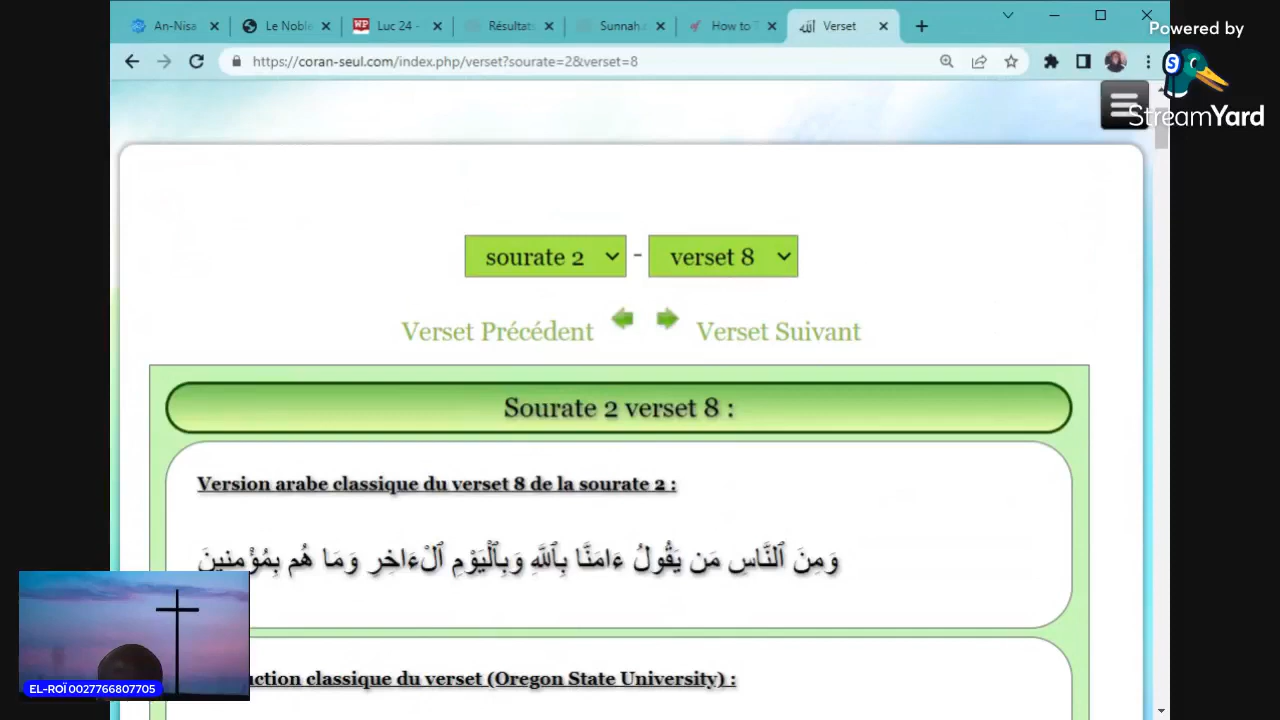 An-Nisa
Le Noble
Luc 24 -
Résultats
Sunnah.
How to T
Verset
https://coran-seul.com/index.php/verset?sourate=2&verset=8
Powered by
StreamYard
sourate 2 - verset 8
Verset Précédent Verset Suivant
Sourate 2 verset 8 :
Version arabe classique du verset 8 de la sourate 2 :
وَمِنَ ٱلنَّاسِ مَن يَقُولُ ءَامَنَّا بِٱللَّهِ وَبِٱلْيَوْمِ ٱلْءَاخِرِ وَمَا هُم بِمُؤْمِنِينَ
uction classique du verset (Oregon State University) :
EL-ROÏ 0027766807705